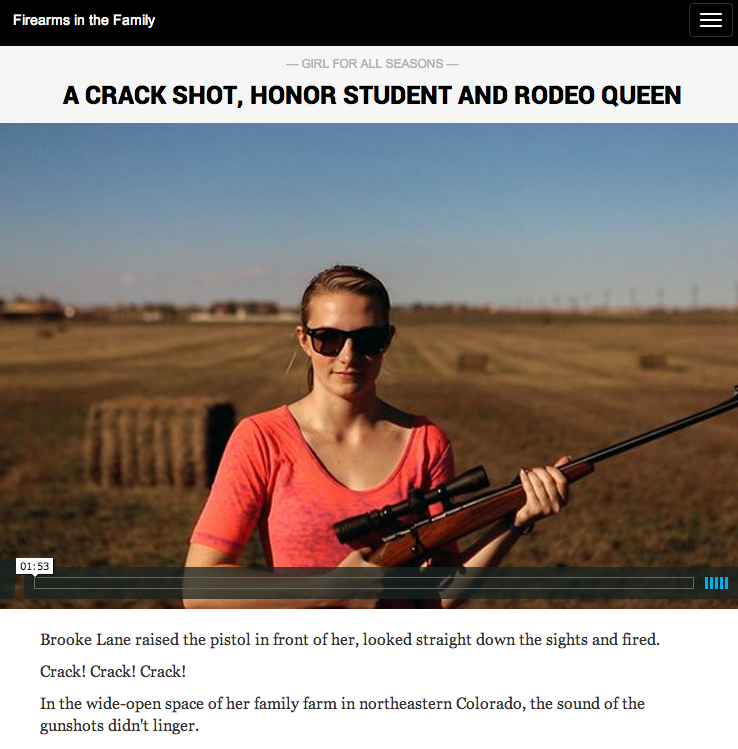 Firearms in the Family
— GIRL FOR ALL SEASONS —
A CRACK SHOT, HONOR STUDENT AND RODEO QUEEN
01:53
Brooke Lane raised the pistol in front of her, looked straight down the sights and fired.
Crack! Crack! Crack!
In the wide-open space of her family farm in northeastern Colorado, the sound of the
gunshots didn't linger.